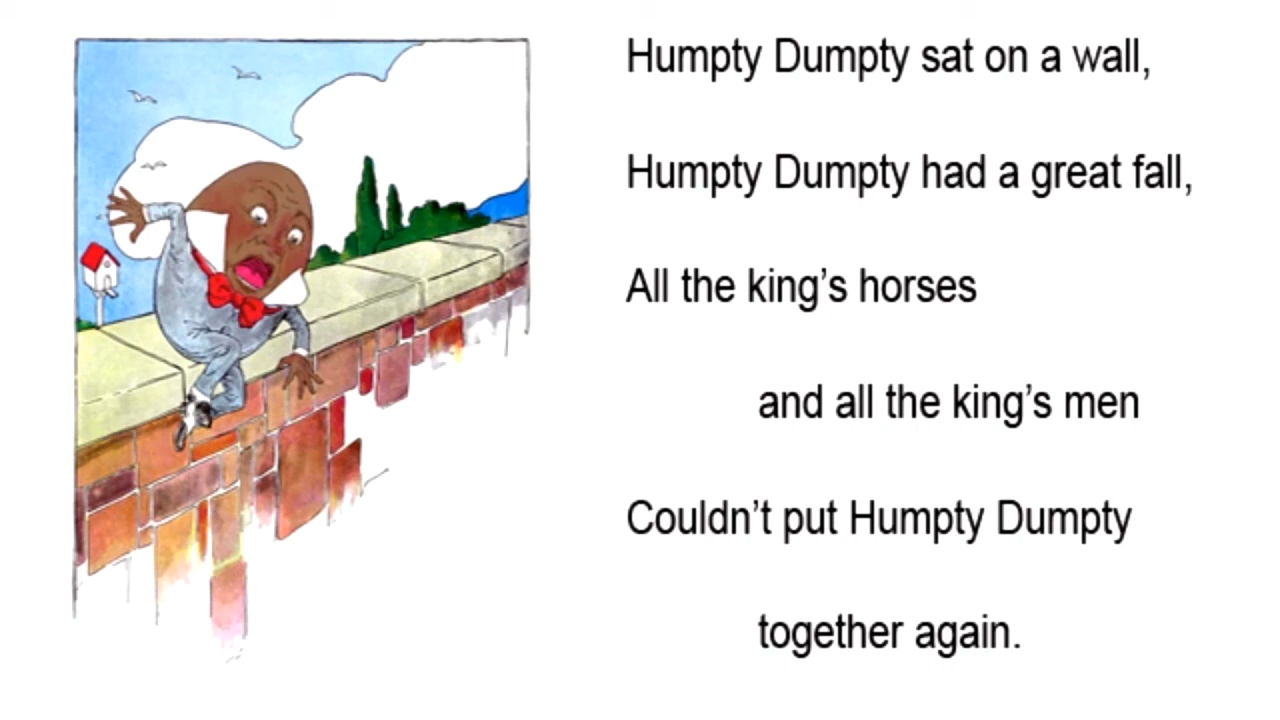 Humpty Dumpty sat on a wall,
Humpty Dumpty had a great fall,
All the king’s horses
and all the king’s men
Couldn’t put Humpty Dumpty
together again.